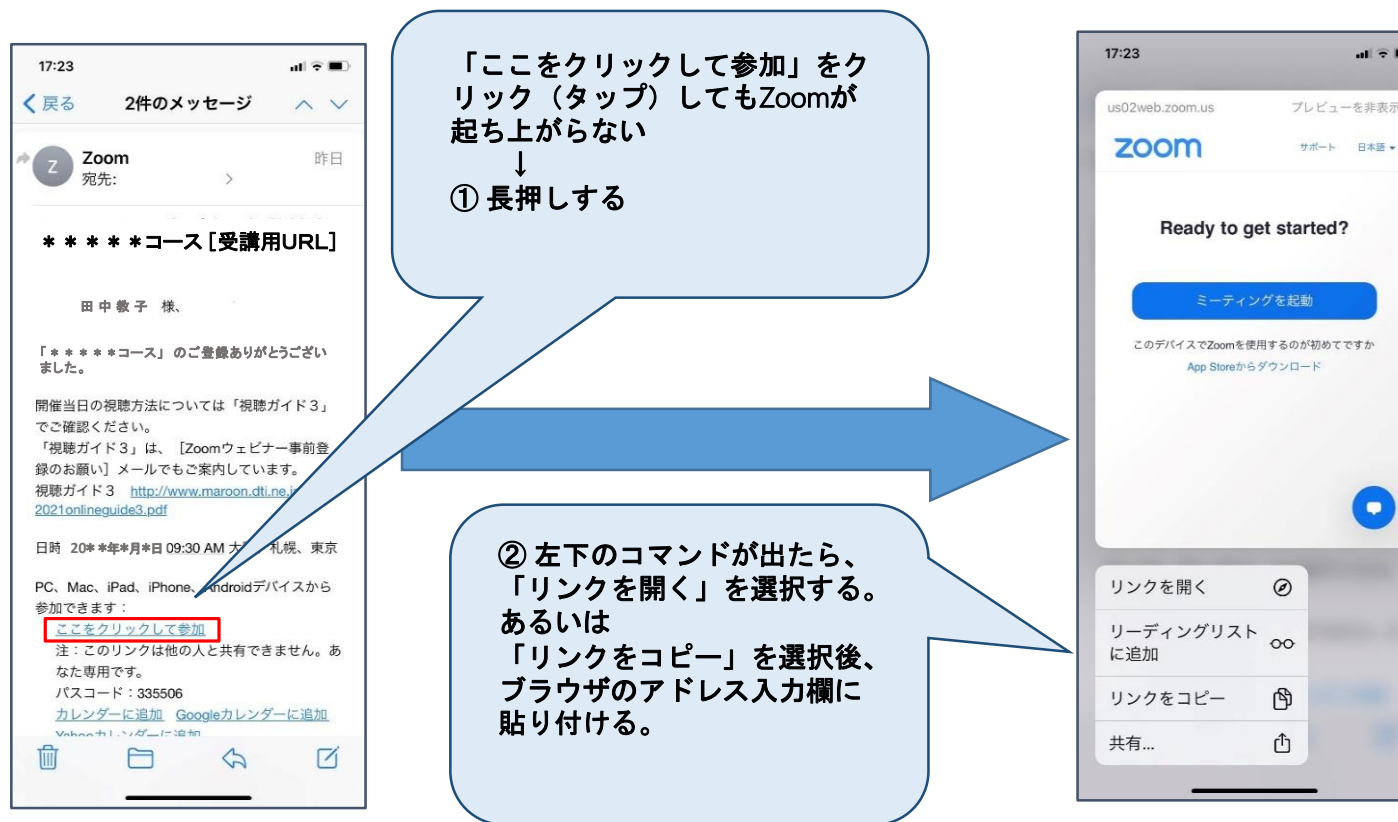 17:23
戻る
2件のメッセージ
Z
Zoom
昨日
宛先:
＊＊＊＊＊コース［受講用URL］
田中教子 様、
「＊＊＊＊＊コース」のご登録ありがとうござい
ました。
開催当日の視聴方法については「視聴ガイド３」
でご確認ください。
「視聴ガイド３」は、［Zoomウェビナー事前登
録のお願い］メールでもご案内しています。
視聴ガイド３ http://www.maroon.dti.ne.j
2021onlineguide3.pdf
日時 20＊＊年＊月＊日 09:30 AM 大 札幌、東京
PC、Mac、iPad、iPhone、Androidデバイスから
参加できます：
ここをクリックして参加
注：このリンクは他の人と共有できません。あ
なた専用です。
パスコード：335506
カレンダーに追加 Googleカレンダーに追加
Yahooカレンダーに追加
「ここをクリックして参加」をク
リック（タップ）してもZoomが
起ち上がらない
↓
① 長押しする
② 左下のコマンドが出たら、
「リンクを開く」を選択する。
あるいは
「リンクをコピー」を選択後、
ブラウザのアドレス入力欄に
貼り付ける。
17:23
us02web.zoom.us
プレビューを非表示
zoom
サポート 日本語
Ready to get started?
ミーティングを起動
このデバイスでZoomを使用するのが初めてですか
App Storeからダウンロード
リンクを開く
リーディングリスト
に追加
リンクをコピー
共有...